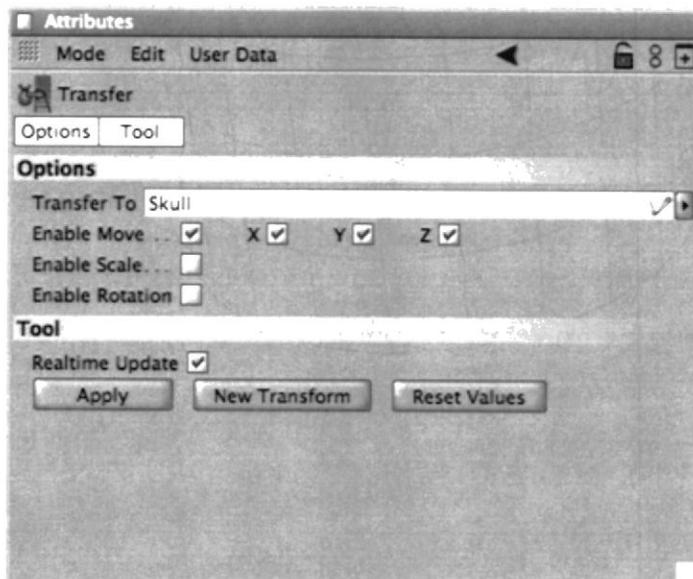 Attributes
Mode Edit User Data
Transfer
Options Tool
Options
Transfer To Skull
Enable Move . . X Y Z
Enable Scale. . .
Enable Rotation
Tool
Realtime Update
Apply New Transform Reset Values